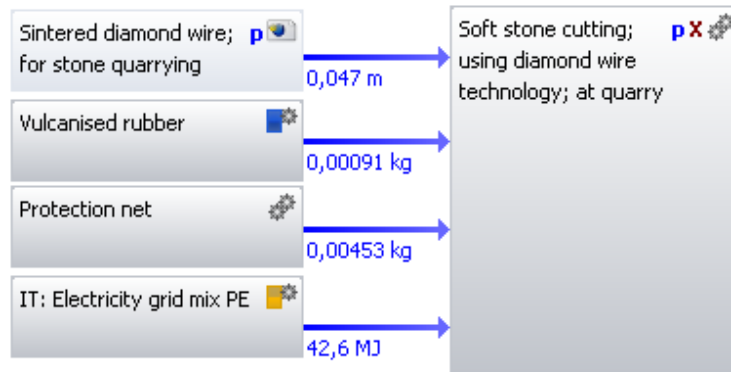 Sintered diamond wire; p
for stone quarrying
0,047 m
Vulcanised rubber
0,00091 kg
Protection net
0,00453 kg
IT: Electricity grid mix PE
42,6 MJ
Soft stone cutting; p X
using diamond wire
technology; at quarry